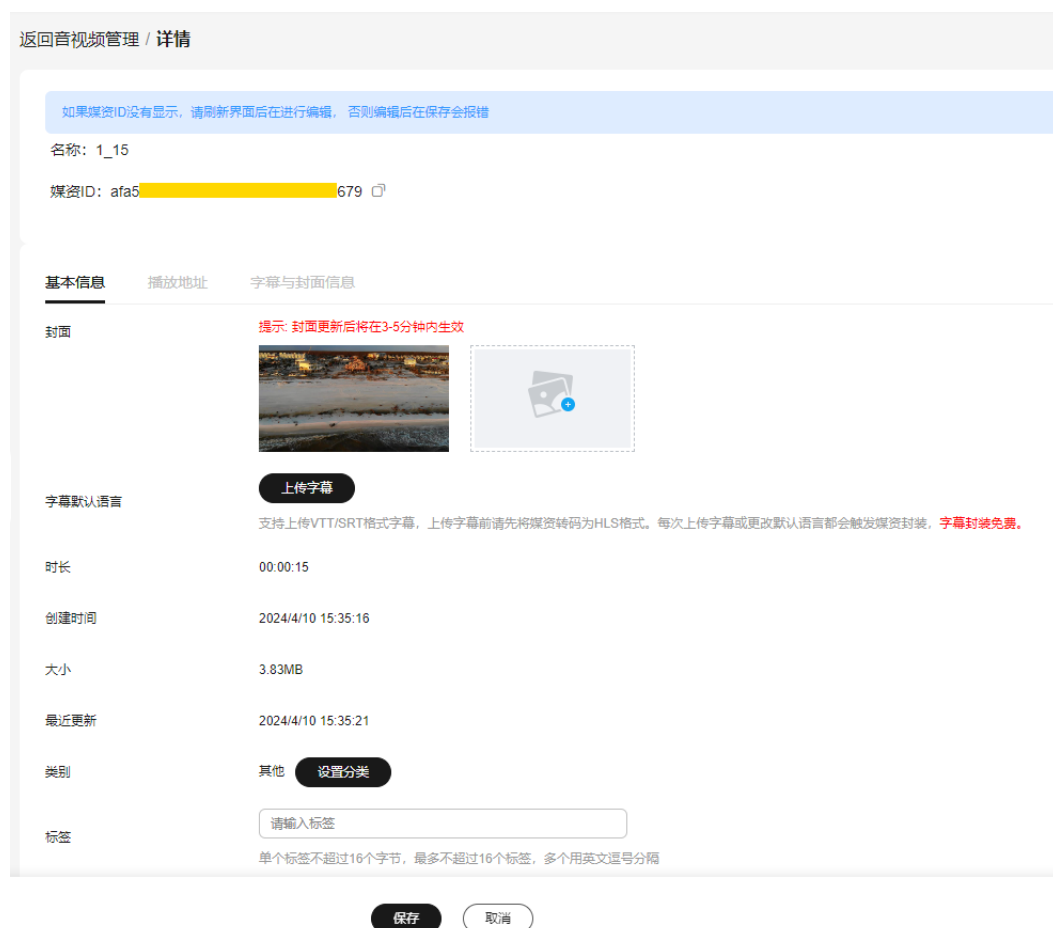 返回音视频管理 / 详情
如果媒资ID没有显示，请刷新界面后在进行编辑， 否则编辑后在保存会报错
名称：1_15
媒资ID：afa5 679
基本信息 播放地址 字幕与封面信息
封面 提示: 封面更新后将在3-5分钟内生效
字幕默认语言 上传字幕
支持上传VTT/SRT格式字幕，上传字幕前请先将媒资转码为HLS格式。每次上传字幕或更改默认语言都会触发媒资封装，字幕封装免费。
时长 00:00:15
创建时间 2024/4/10 15:35:16
大小 3.83MB
最近更新 2024/4/10 15:35:21
类别 其他 设置分类
标签 请输入标签
单个标签不超过16个字节，最多不超过16个标签，多个用英文逗号分隔
保存 取消